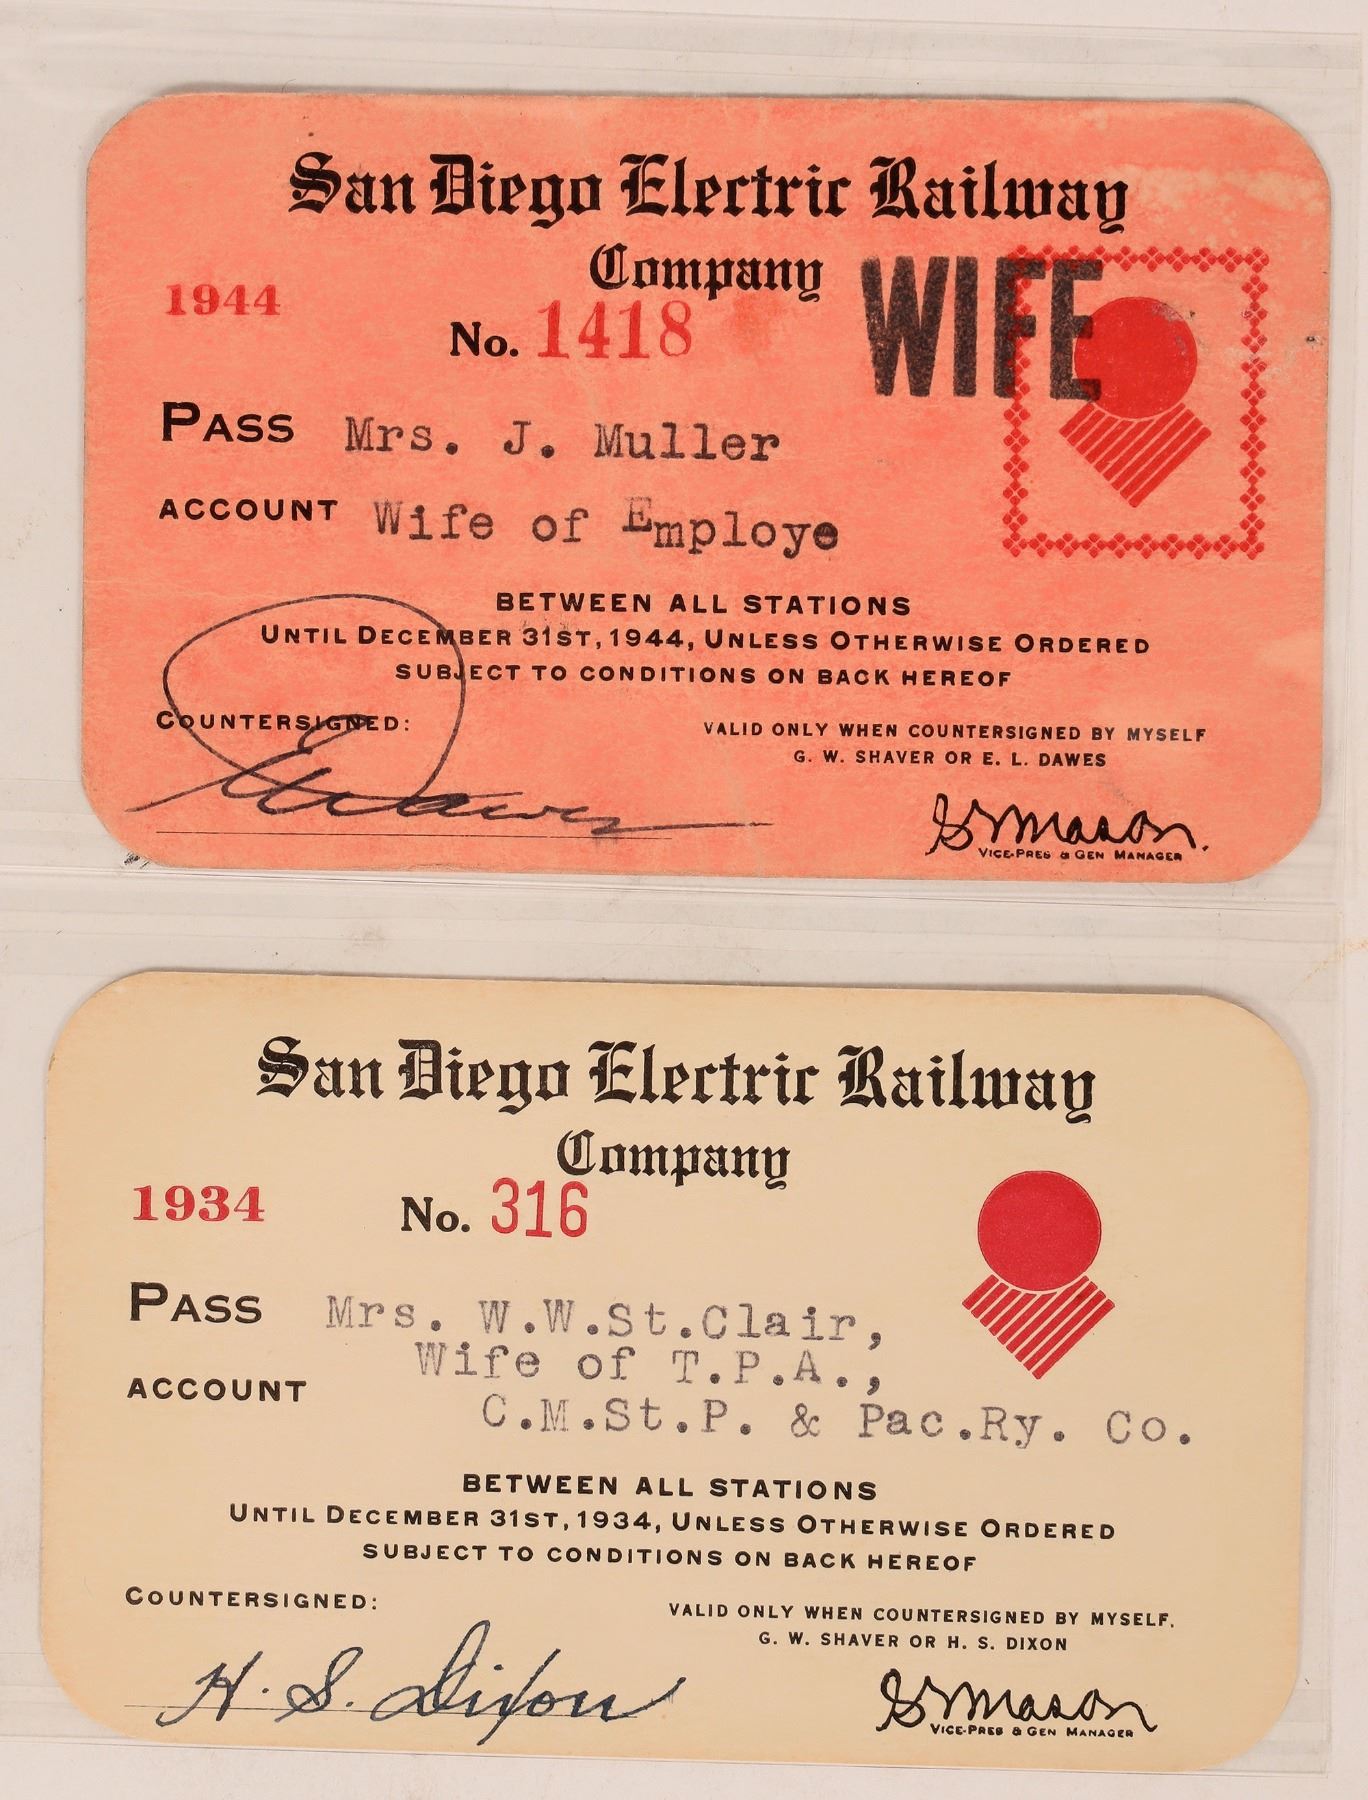 San Diego Electric Railway
Company
WIFE
1944
No. 1418
PASS Mrs. J. Muller
ACCOUNT Wife of Employe
BETWEEN ALL STATIONS
UNTIL DECEMBER 31ST, 1944, UNLESS OTHERWISE ORDERED
SUBJECT TO CONDITIONS ON BACK HEREOF
COUNTERSIGNED:
VALID ONLY WHEN COUNTERSIGNED BY MYSELF
G. W. SHAVER OR E. L. DAWES
E L Dawes
S E Mason.
VICE-PRES & GEN MANAGER
San Diego Electric Railway
Company
1934
No. 316
PASS Mrs. W.W.St.Clair,
Wife of T.P.A.,
ACCOUNT
C.M.St.P. & Pac.Ry. Co.
BETWEEN ALL STATIONS
UNTIL DECEMBER 31ST, 1934, UNLESS OTHERWISE ORDERED
SUBJECT TO CONDITIONS ON BACK HEREOF
COUNTERSIGNED:
VALID ONLY WHEN COUNTERSIGNED BY MYSELF,
G. W. SHAVER OR H. S. DIXON
H. S. Dixon
S E Mason
VICE-PRES & GEN MANAGER